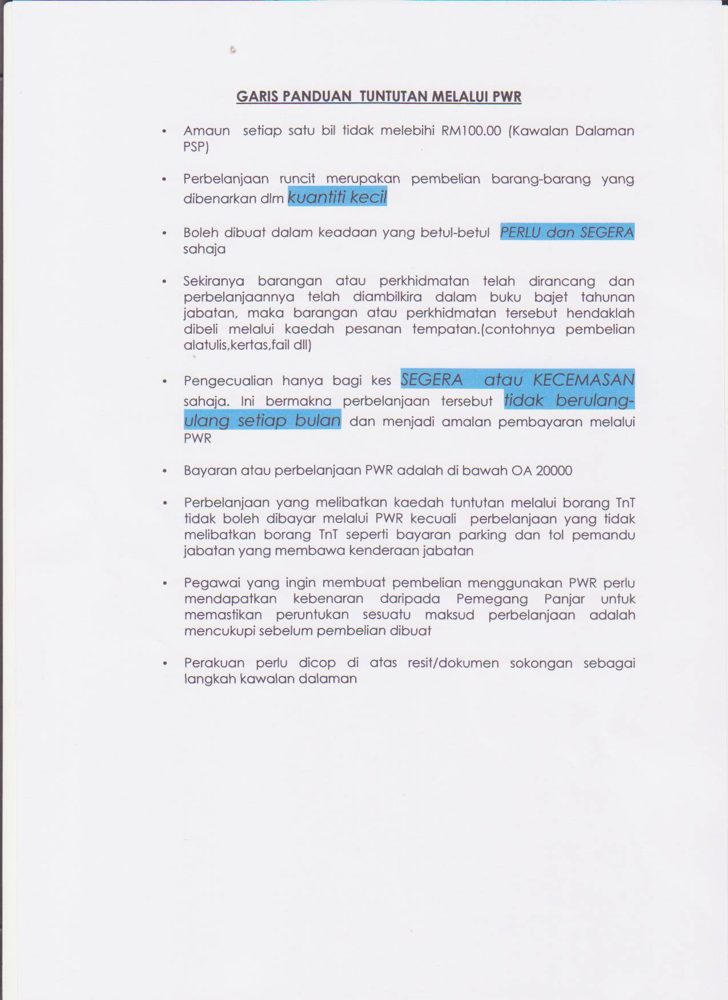 GARIS PANDUAN  TUNTUTAN MELALUI PWR
• Amaun  setiap satu bil tidak melebihi RM100.00 (Kawalan Dalaman
PSP)
• Perbelanjaan runcit merupakan pembelian barang-barang yang
dibenarkan dlm kuantiti kecil
• Boleh dibuat dalam keadaan yang betul-betul  PERLU dan SEGERA
sahaja
• Sekiranya barangan atau perkhidmatan telah dirancang dan
perbelanjaannya telah diambilkira dalam buku bajet tahunan
jabatan, maka barangan atau perkhidmatan tersebut hendaklah
dibeli melalui kaedah pesanan tempatan.(contohnya pembelian
alatulis,kertas,fail dll)
• Pengecualian hanya bagi kes SEGERA  atau KECEMASAN
sahaja. Ini bermakna perbelanjaan tersebut tidak berulang-
ulang setiap bulan dan menjadi amalan pembayaran melalui
PWR
• Bayaran atau perbelanjaan PWR adalah di bawah OA 20000
• Perbelanjaan yang melibatkan kaedah tuntutan melalui borang TnT
tidak boleh dibayar melalui PWR kecuali  perbelanjaan yang tidak
melibatkan borang TnT seperti bayaran parking dan tol pemandu
jabatan yang membawa kenderaan jabatan
• Pegawai yang ingin membuat pembelian menggunakan PWR perlu
mendapatkan kebenaran daripada Pemegang Panjar untuk
memastikan peruntukan sesuatu maksud perbelanjaan adalah
mencukupi sebelum pembelian dibuat
• Perakuan perlu dicop di atas resit/dokumen sokongan sebagai
langkah kawalan dalaman